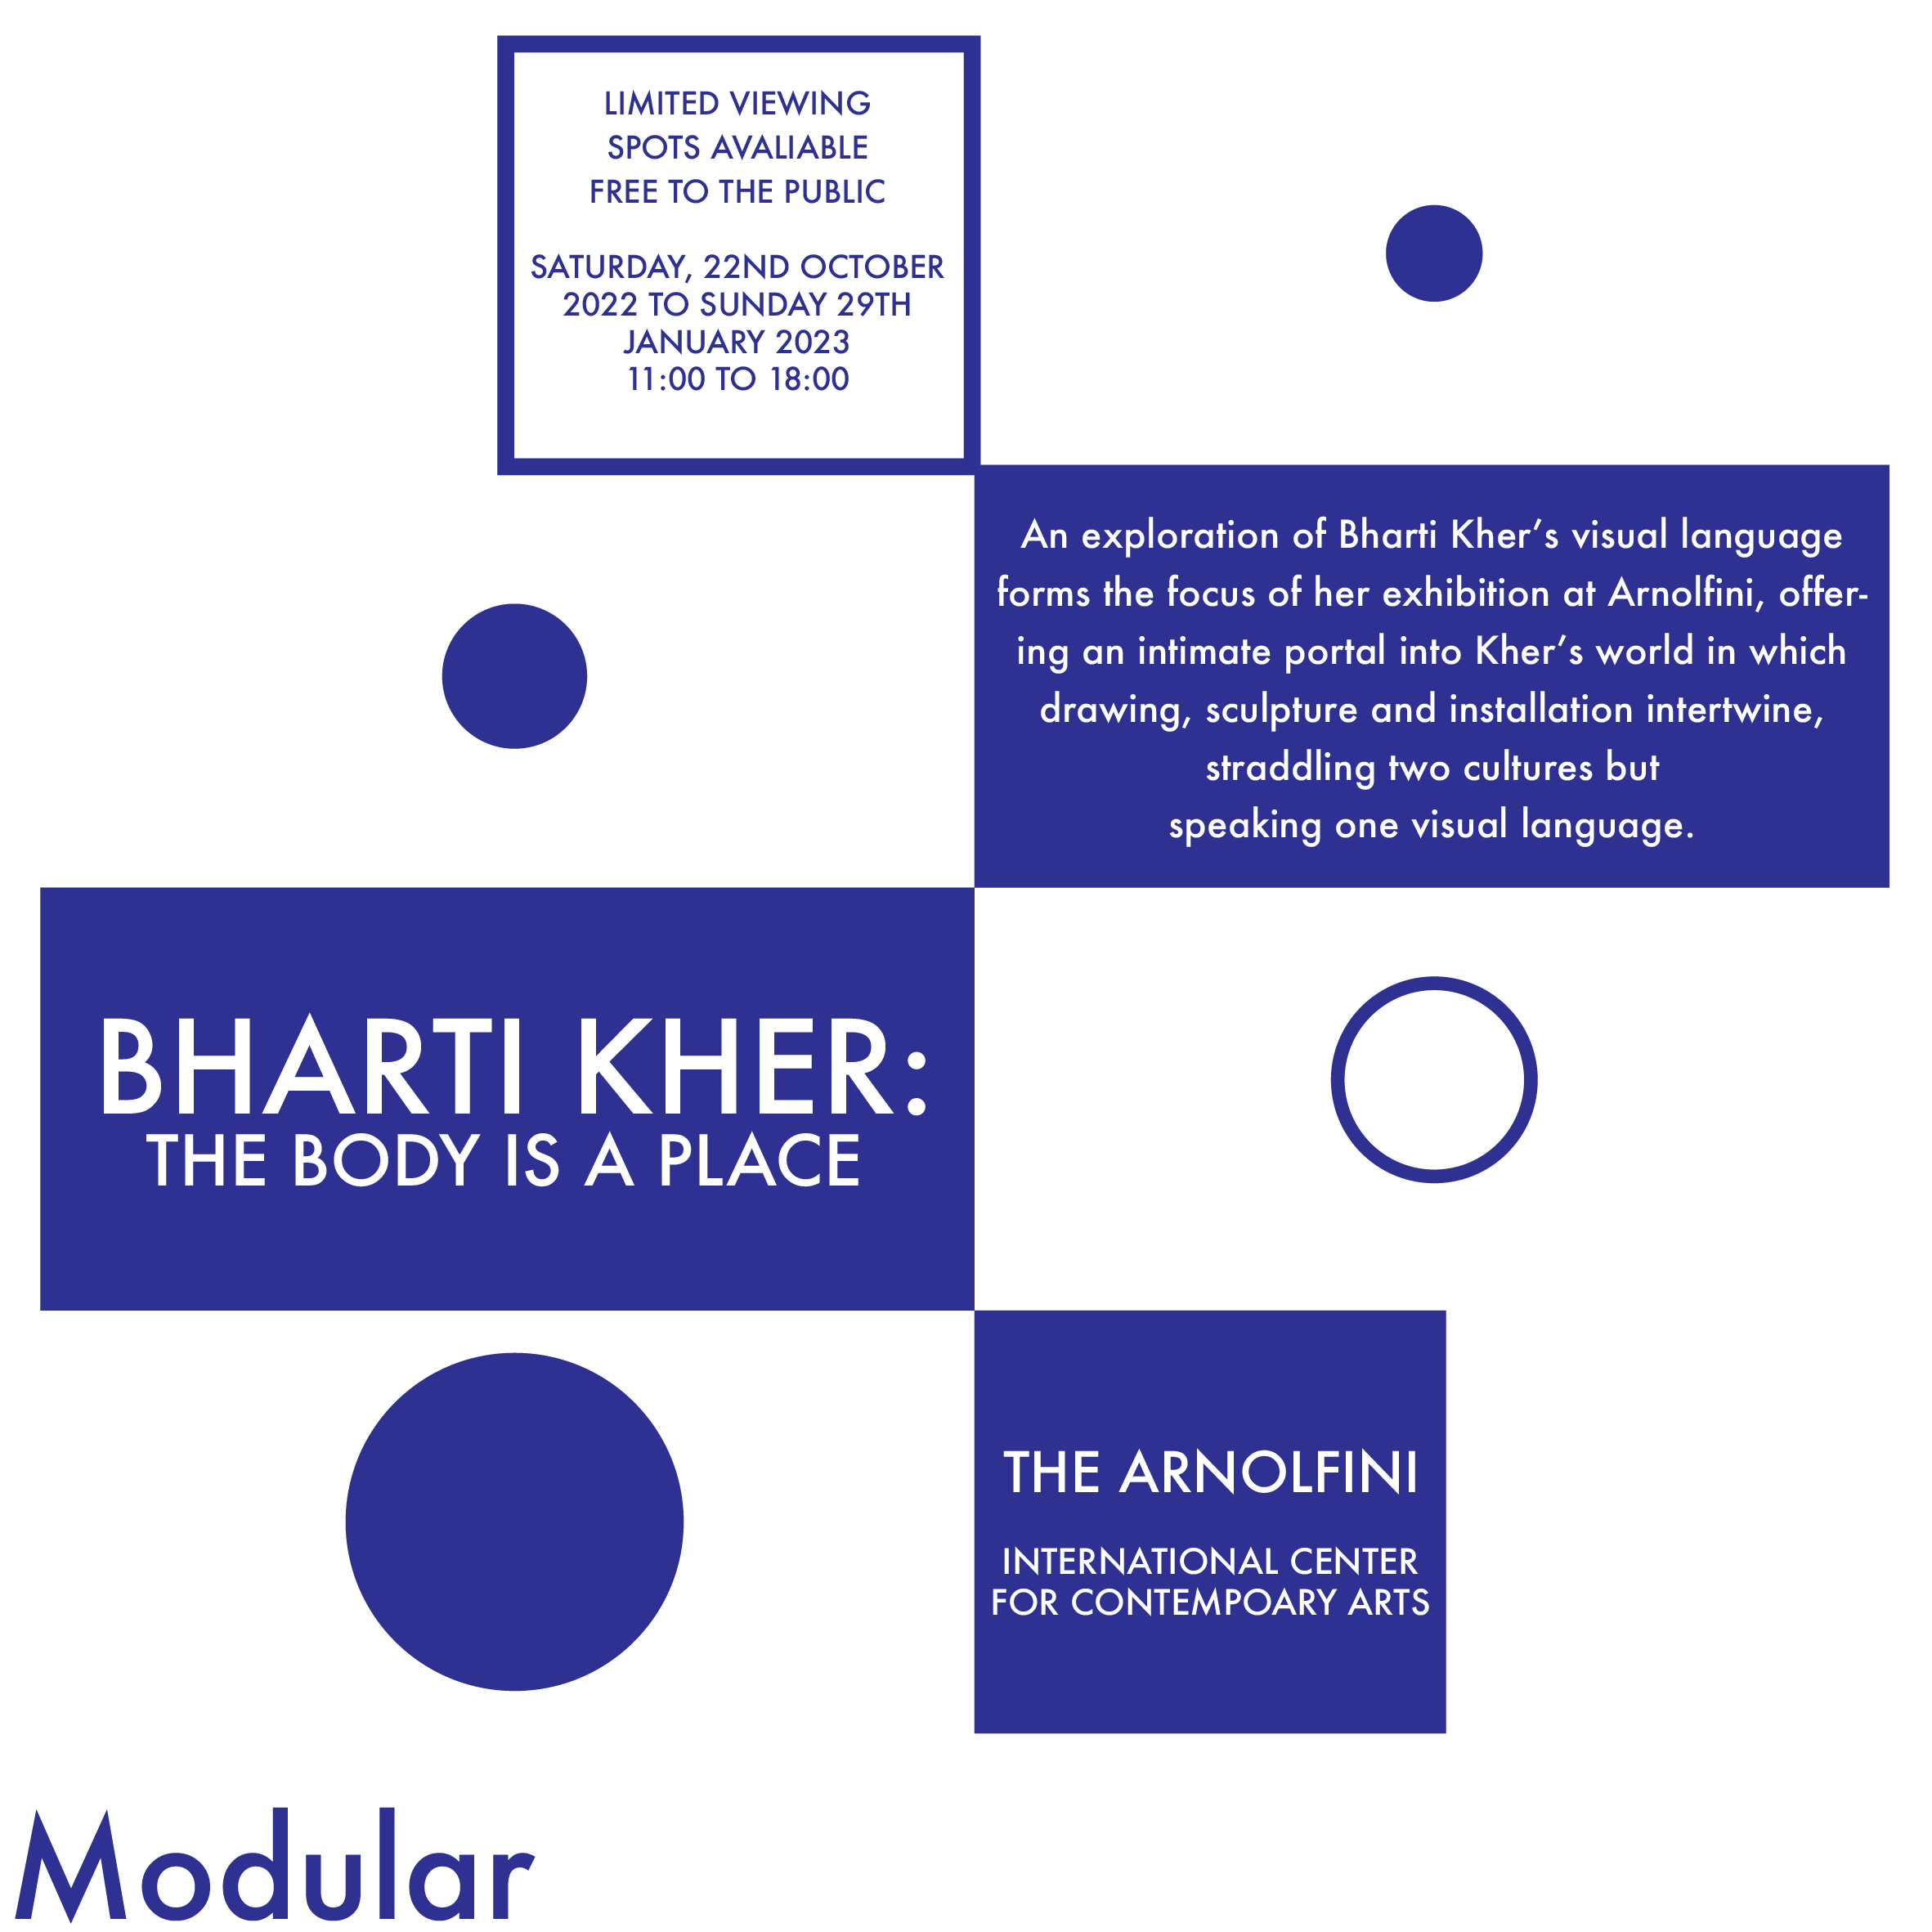 LIMITED VIEWING
SPOTS AVALIABLE
FREE TO THE PUBLIC
SATURDAY, 22ND OCTOBER
2022 TO SUNDAY 29TH
JANUARY 2023
11:00 TO 18:00
An exploration of Bharti Kher’s visual language
forms the focus of her exhibition at Arnolfini, offer-
ing an intimate portal into Kher’s world in which
drawing, sculpture and installation intertwine,
straddling two cultures but
speaking one visual language.
BHARTI KHER:
THE BODY IS A PLACE
THE ARNOLFINI
INTERNATIONAL CENTER
FOR CONTEMPOARY ARTS
Modular